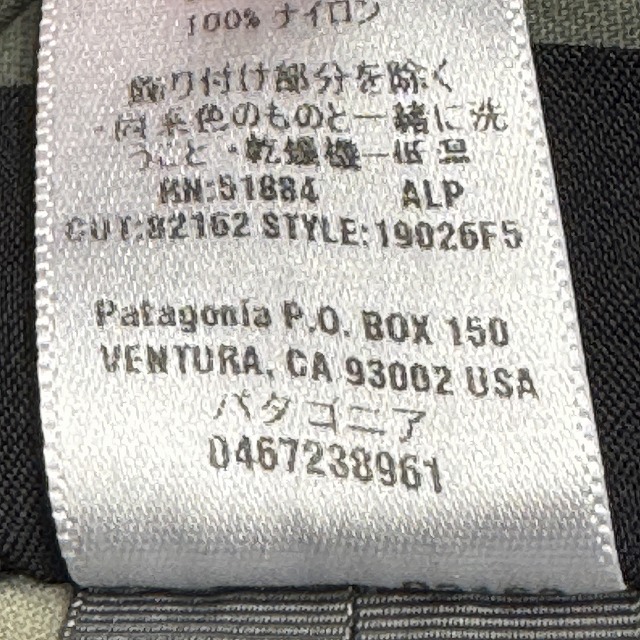 100% ナイロン
飾り付け部分を除く
同系色のものと一緒に洗
うこと・乾燥機ー低温
RN:51884 ALP
CUT:82162 STYLE:19026F5
Patagonia P.O. BOX 150
VENTURA, CA 93002 USA
パタゴニア
0467238961